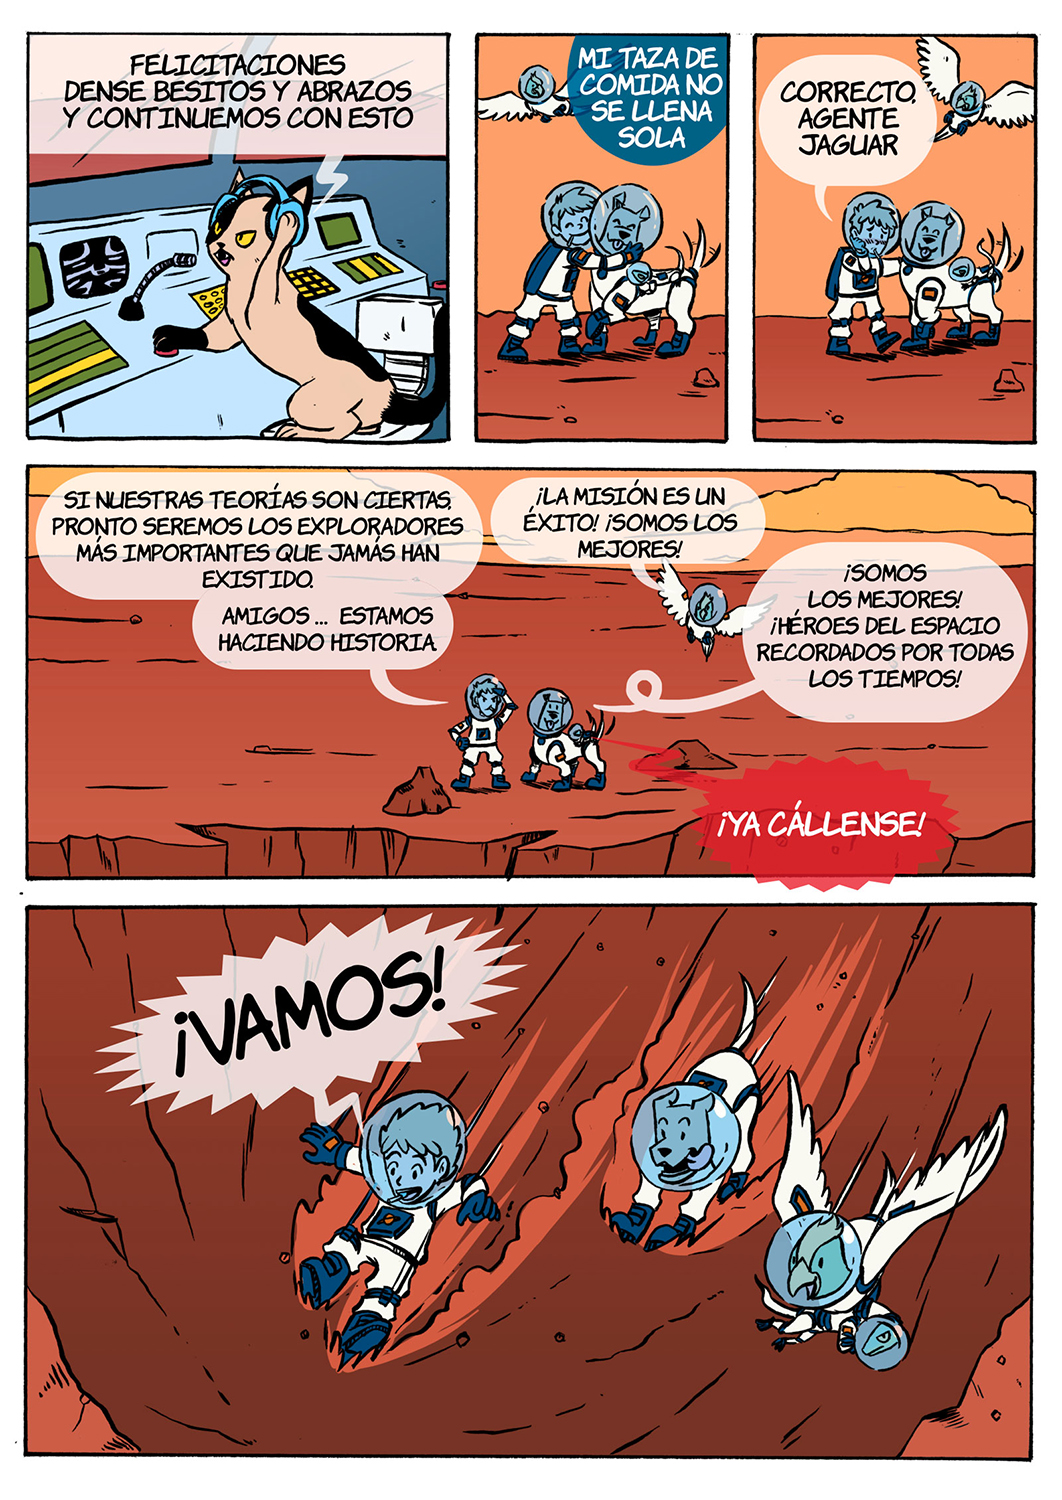 FELICITACIONES
DENSE BESITOS Y ABRAZOS
Y CONTINUEMOS CON ESTO
MI TAZA DE
COMIDA NO
SE LLENA
SOLA
CORRECTO,
AGENTE
JAGUAR
SI NUESTRAS TEORÍAS SON CIERTAS,
PRONTO SEREMOS LOS EXPLORADORES
MÁS IMPORTANTES QUE JAMÁS HAN
EXISTIDO.
AMIGOS ... ESTAMOS
HACIENDO HISTORIA
¡LA MISIÓN ES UN
ÉXITO! ¡SOMOS LOS
MEJORES!
¡SOMOS
LOS MEJORES!
¡HÉROES DEL ESPACIO
RECORDADOS POR TODAS
LOS TIEMPOS!
¡YA CÁLLENSE!
¡VAMOS!